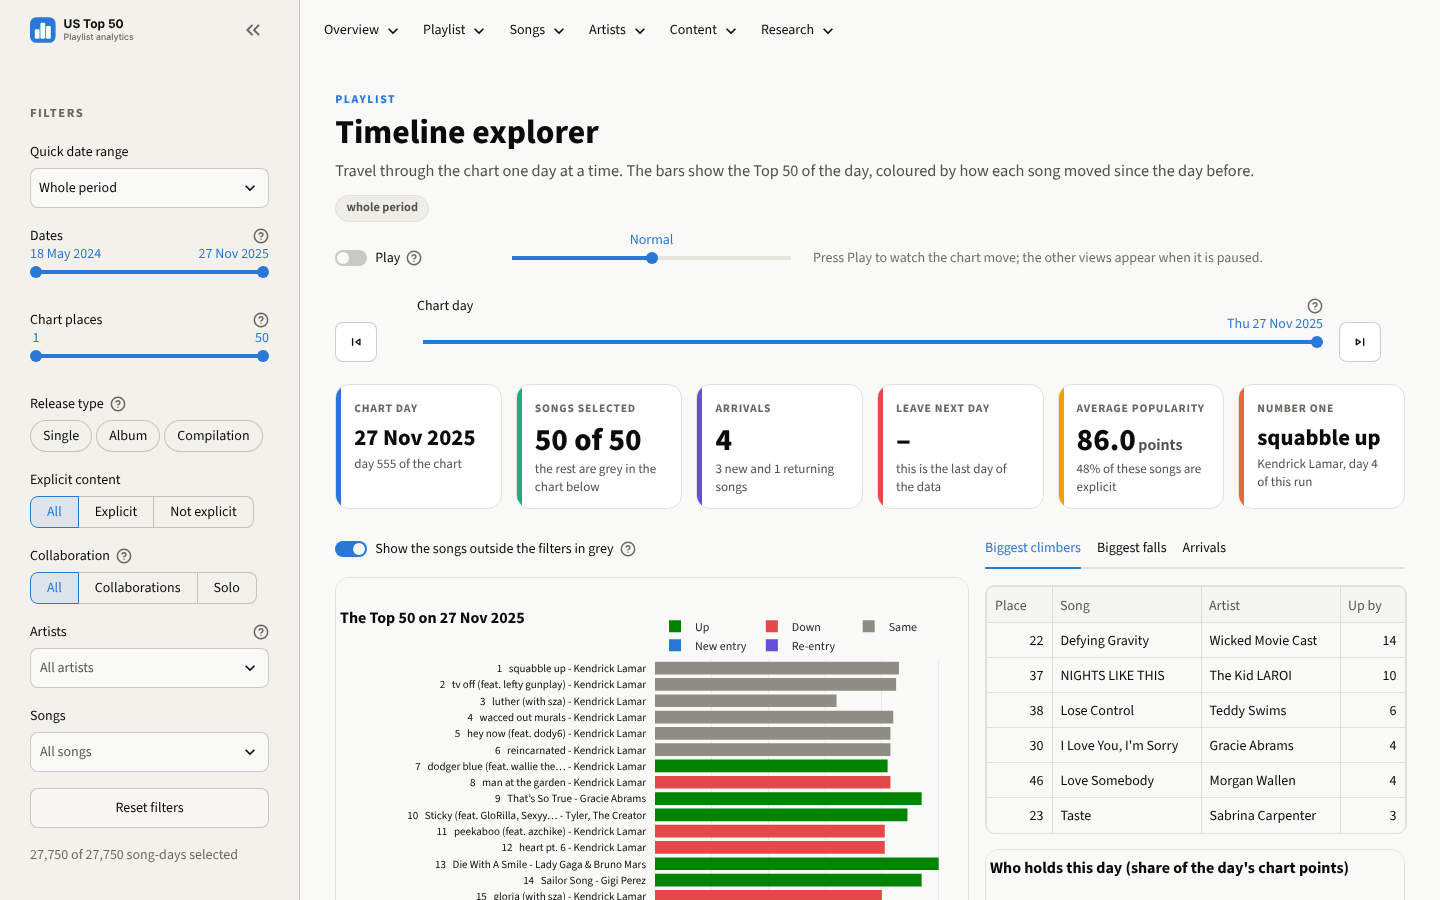 US Top 50
Playlist analytics
FILTERS
Quick date range
Whole period
Dates
18 May 2024
27 Nov 2025
Chart places
1
50
Release type
Single
Album
Compilation
Explicit content
All
Explicit
Not explicit
Collaboration
All
Collaborations
Solo
Artists
All artists
Songs
All songs
Reset filters
27,750 of 27,750 song-days selected
Overview
Playlist
Songs
Artists
Content
Research
PLAYLIST
Timeline explorer
Travel through the chart one day at a time. The bars show the Top 50 of the day, coloured by how each song moved since the day before.
whole period
Play
Normal
Press Play to watch the chart move; the other views appear when it is paused.
Chart day
Thu 27 Nov 2025
CHART DAY
27 Nov 2025
day 555 of the chart
SONGS SELECTED
50 of 50
the rest are grey in the
chart below
ARRIVALS
4
3 new and 1 returning
songs
LEAVE NEXT DAY
–
this is the last day of
the data
AVERAGE POPULARITY
86.0 points
48% of these songs are
explicit
NUMBER ONE
squabble up
Kendrick Lamar, day 4
of this run
Show the songs outside the filters in grey
The Top 50 on 27 Nov 2025
Up
Down
Same
New entry
Re-entry
1 squabble up - Kendrick Lamar
2 tv off (feat. lefty gunplay) - Kendrick Lamar
3 luther (with sza) - Kendrick Lamar
4 wacced out murals - Kendrick Lamar
5 hey now (feat. dody6) - Kendrick Lamar
6 reincarnated - Kendrick Lamar
7 dodger blue (feat. wallie the... - Kendrick Lamar
8 man at the garden - Kendrick Lamar
9 That's So True - Gracie Abrams
10 Sticky (feat. GloRilla, Sexyy... - Tyler, The Creator
11 peekaboo (feat. azchike) - Kendrick Lamar
12 heart pt. 6 - Kendrick Lamar
13 Die With A Smile - Lady Gaga & Bruno Mars
14 Sailor Song - Gigi Perez
15 gloria (with sza) - Kendrick Lamar
Biggest climbers
Biggest falls
Arrivals
Place Song Artist Up by
22 Defying Gravity Wicked Movie Cast 14
37 NIGHTS LIKE THIS The Kid LAROI 10
38 Lose Control Teddy Swims 6
30 I Love You, I'm Sorry Gracie Abrams 4
46 Love Somebody Morgan Wallen 4
23 Taste Sabrina Carpenter 3
Who holds this day (share of the day's chart points)